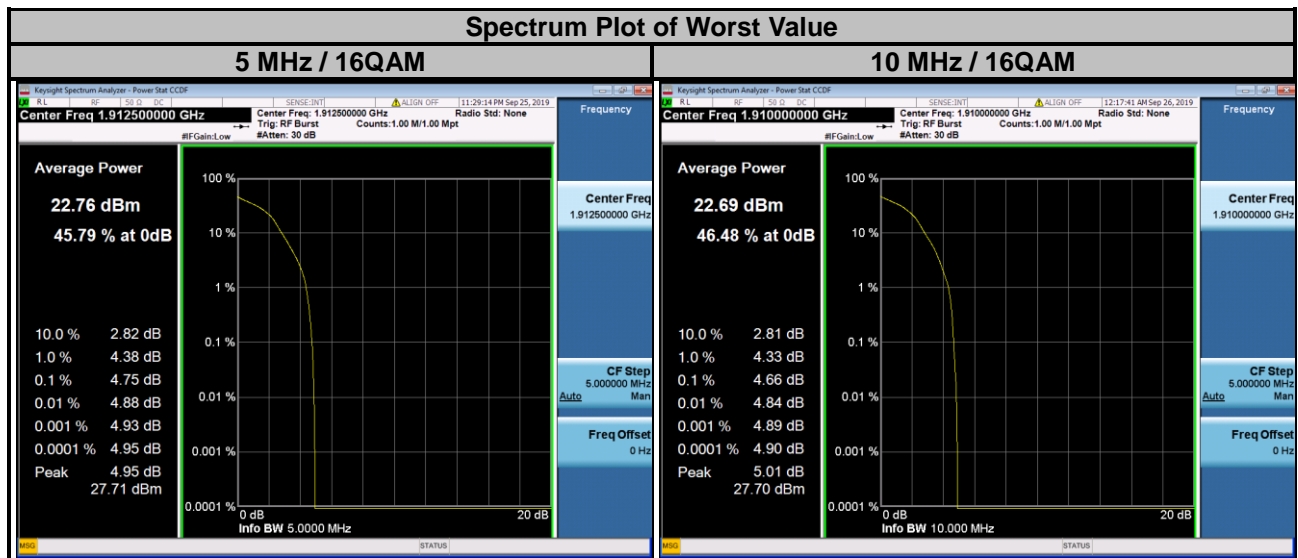 Spectrum Plot of Worst Value
5 MHz / 16QAM
10 MHz / 16QAM
Keysight Spectrum Analyzer - Power Stat CCDF
RL RF 50 Ω DC SENSE:INT ALIGN OFF 11:29:14 PM Sep 25, 2019
Center Freq 1.912500000 GHz
Center Freq: 1.912500000 GHz
Radio Std: None
Trig: RF Burst
Counts:1.00 M/1.00 Mpt
#IFGain:Low
#Atten: 30 dB
Frequency
Average Power
22.76 dBm
45.79 % at 0dB
10.0 % 2.82 dB
1.0 % 4.38 dB
0.1 % 4.75 dB
0.01 % 4.88 dB
0.001 % 4.93 dB
0.0001 % 4.95 dB
Peak 4.95 dB
27.71 dBm
100 %
10 %
1 %
0.1 %
0.01 %
0.001 %
0.0001 %
0 dB
20 dB
Info BW 5.0000 MHz
Center Freq
1.912500000 GHz
CF Step
5.000000 MHz
Auto Man
Freq Offset
0 Hz
MSG
STATUS
Keysight Spectrum Analyzer - Power Stat CCDF
RL RF 50 Ω DC SENSE:INT ALIGN OFF 12:17:41 AM Sep 26, 2019
Center Freq 1.910000000 GHz
Center Freq: 1.910000000 GHz
Radio Std: None
Trig: RF Burst
Counts:1.00 M/1.00 Mpt
#IFGain:Low
#Atten: 30 dB
Frequency
Average Power
22.69 dBm
46.48 % at 0dB
10.0 % 2.81 dB
1.0 % 4.33 dB
0.1 % 4.66 dB
0.01 % 4.84 dB
0.001 % 4.89 dB
0.0001 % 4.90 dB
Peak 5.01 dB
27.70 dBm
100 %
10 %
1 %
0.1 %
0.01 %
0.001 %
0.0001 %
0 dB
20 dB
Info BW 10.000 MHz
Center Freq
1.910000000 GHz
CF Step
5.000000 MHz
Auto Man
Freq Offset
0 Hz
MSG
STATUS